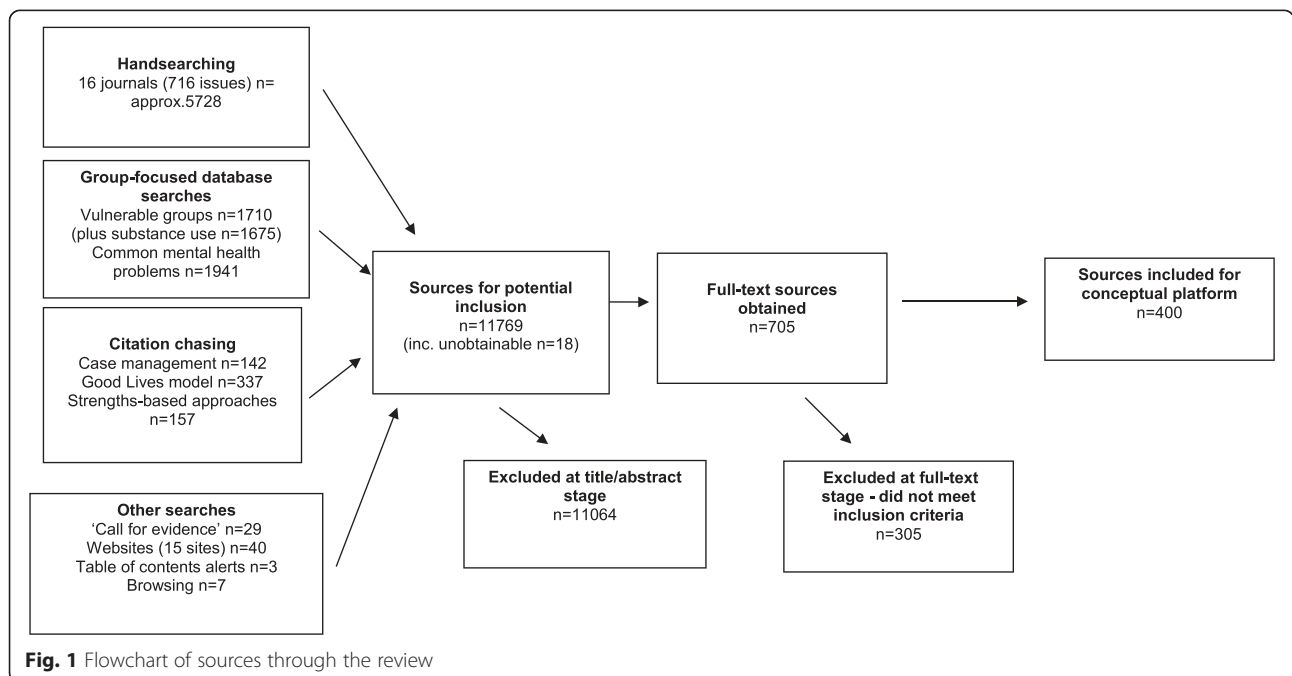 Handsearching
16 journals (716 issues) n=
approx.5728
Group-focused database
searches
Vulnerable groups n=1710
(plus substance use n=1675)
Common mental health
problems n=1941
Citation chasing
Case management n=142
Good Lives model n=337
Strengths-based approaches
n=157
Other searches
‘Call for evidence’ n=29
Websites (15 sites) n=40
Table of contents alerts n=3
Browsing n=7
Sources for potential
inclusion
n=11769
(inc. unobtainable n=18)
Excluded at title/abstract
stage
n=11064
Full-text sources
obtained
n=705
Excluded at full-text
stage - did not meet
inclusion criteria
n=305
Sources included for
conceptual platform
n=400
Fig. 1 Flowchart of sources through the review